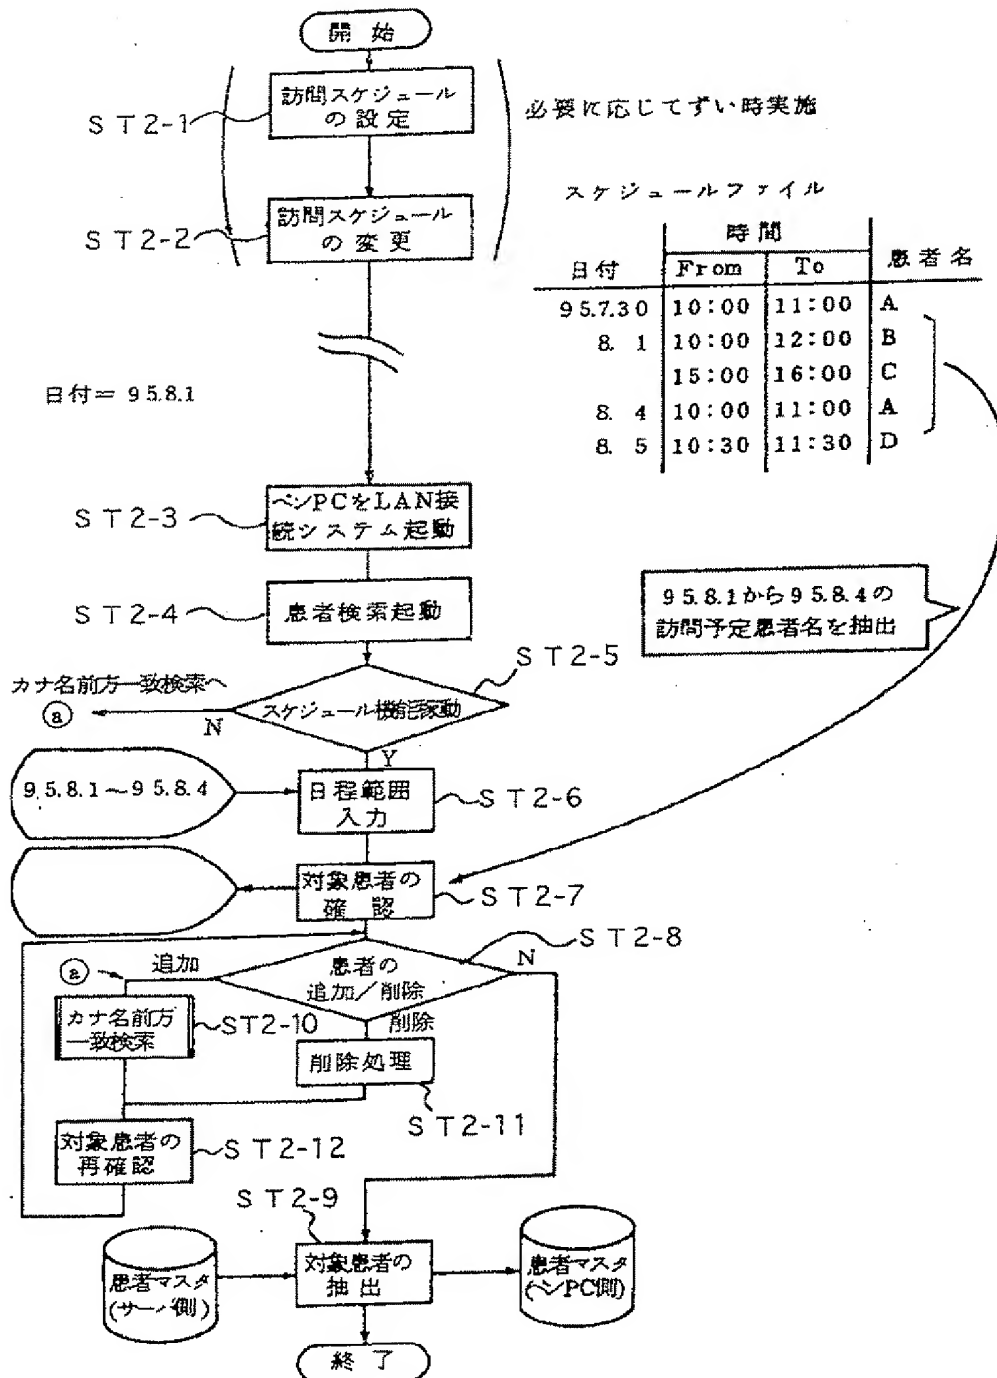 開始
訪問スケジュール
の設定
ST2-1
必要に応じてずい時実施
訪問スケジュール
の変更
ST2-2
スケジュールファイル
時間
日付 From To 患者名
95.7.30 10:00 11:00 A
8. 1 10:00 12:00 B
15:00 16:00 C
8. 4 10:00 11:00 A
8. 5 10:30 11:30 D
日付= 95.8.1
ペンPCをLAN接
続システム起動
ST2-3
患者検索起動
ST2-4
95.8.1から95.8.4の
訪問予定患者名を抽出
ST2-5
カナ名前方一致検索へ
ⓐ
スケジュール機能稼動
N
Y
95.8.1~95.8.4
日程範囲
入力
ST2-6
対象患者の
確認
ST2-7
ST2-8
ⓐ
追加
患者の
追加/削除
N
カナ名前方
一致検索
ST2-10
削除
削除処理
ST2-11
対象患者の
再確認
ST2-12
ST2-9
患者マスタ
(サーバ側)
対象患者の
抽出
患者マスタ
(ペンPC側)
終了